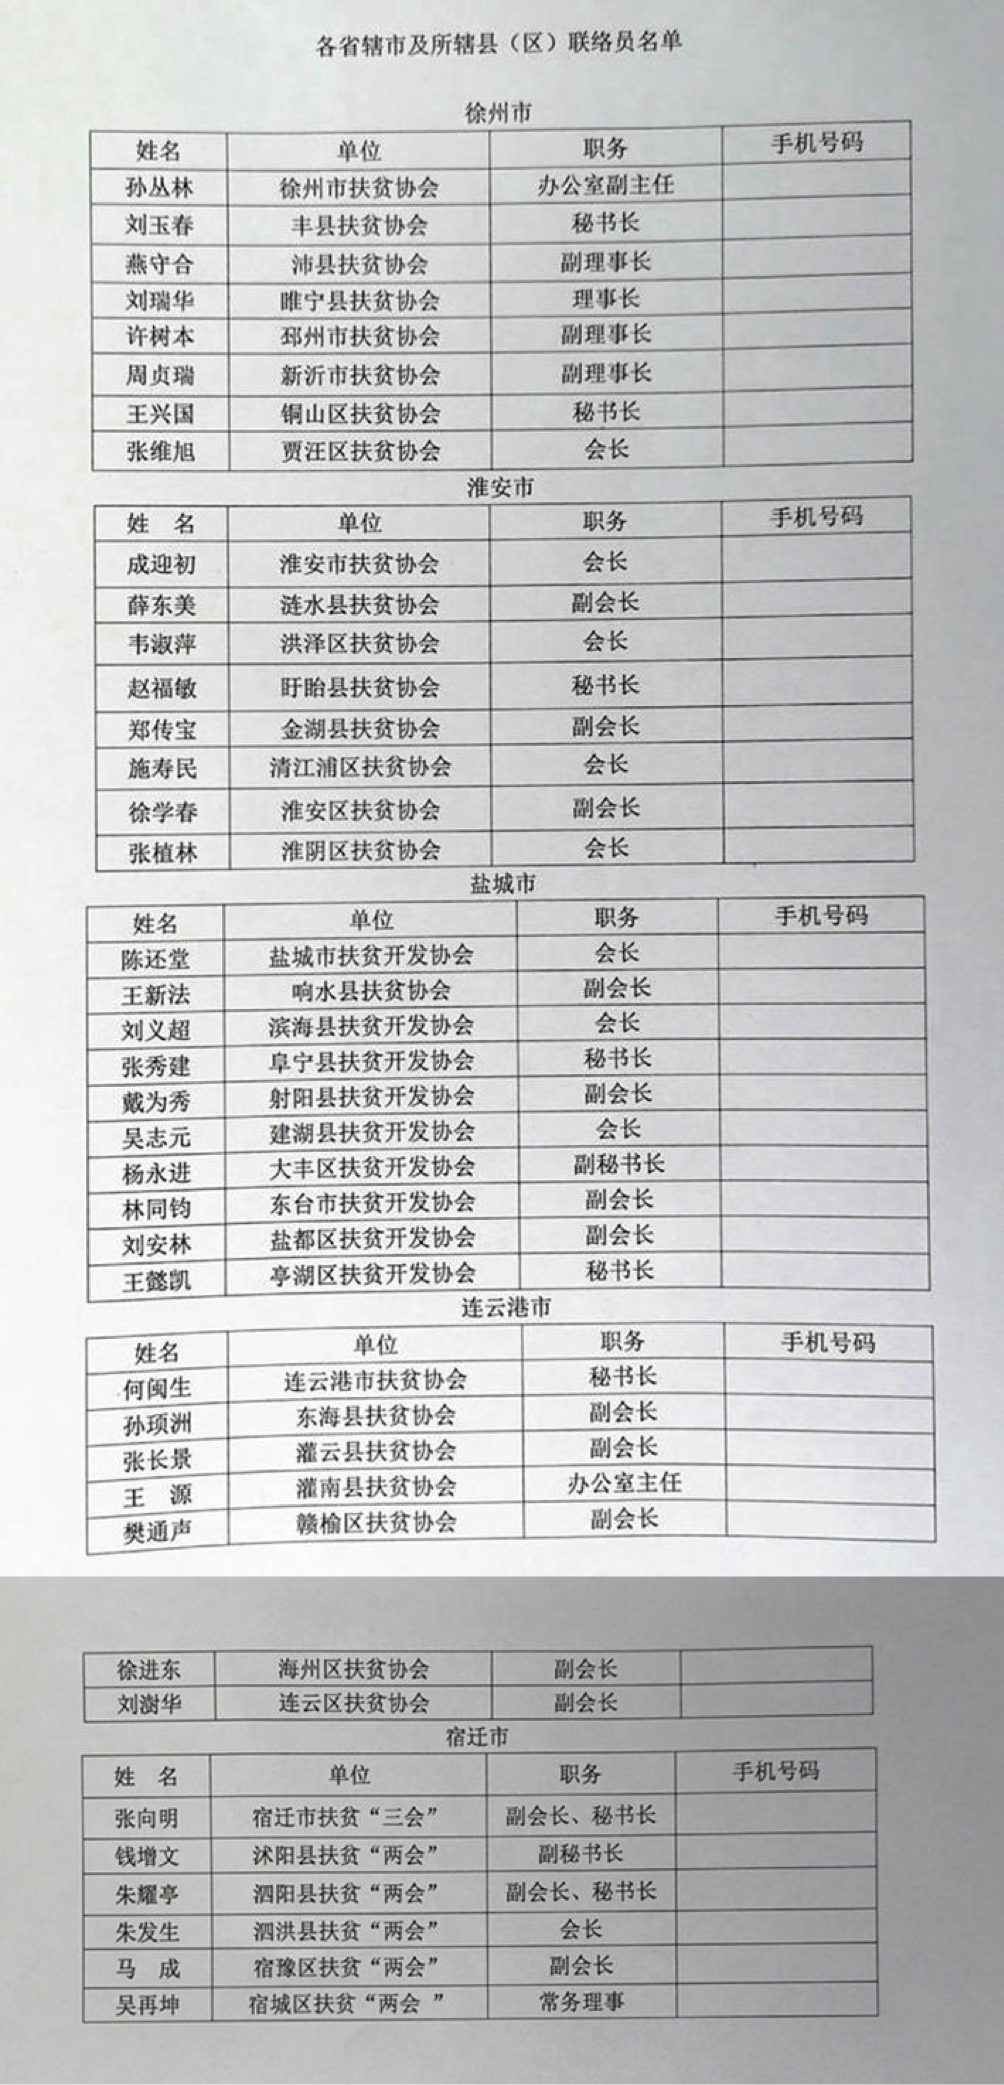 各省辖市及所辖县（区）联络员名单
徐州市
姓名 单位 职务 手机号码
孙丛林 徐州市扶贫协会 办公室副主任
刘玉春 丰县扶贫协会 秘书长
燕守合 沛县扶贫协会 副理事长
刘瑞华 睢宁县扶贫协会 理事长
许树本 邳州市扶贫协会 副理事长
周贞瑞 新沂市扶贫协会 副理事长
王兴国 铜山区扶贫协会 秘书长
张维旭 贾汪区扶贫协会 会长
淮安市
姓 名 单位 职务 手机号码
成迎初 淮安市扶贫协会 会长
薛东美 涟水县扶贫协会 副会长
韦淑萍 洪泽区扶贫协会 会长
赵福敏 盱眙县扶贫协会 秘书长
郑传宝 金湖县扶贫协会 副会长
施寿民 清江浦区扶贫协会 会长
徐学春 淮安区扶贫协会 副会长
张植林 淮阴区扶贫协会 会长
盐城市
姓名 单位 职务 手机号码
陈还堂 盐城市扶贫开发协会 会长
王新法 响水县扶贫协会 副会长
刘义超 滨海县扶贫开发协会 会长
张秀建 阜宁县扶贫开发协会 秘书长
戴为秀 射阳县扶贫开发协会 副会长
吴志元 建湖县扶贫开发协会 会长
杨永进 大丰区扶贫开发协会 副秘书长
林同钧 东台市扶贫开发协会 副会长
刘安林 盐都区扶贫开发协会 副会长
王懿凯 亭湖区扶贫开发协会 秘书长
连云港市
姓名 单位 职务 手机号码
何闽生 连云港市扶贫协会 秘书长
孙顼洲 东海县扶贫协会 副会长
张长景 灌云县扶贫协会 副会长
王 源 灌南县扶贫协会 办公室主任
樊通声 赣榆区扶贫协会 副会长
徐进东 海州区扶贫协会 副会长
刘澍华 连云区扶贫协会 副会长
宿迁市
姓 名 单位 职务 手机号码
张向明 宿迁市扶贫“三会” 副会长、秘书长
钱增文 沭阳县扶贫“两会” 副秘书长
朱耀亭 泗阳县扶贫“两会” 副会长、秘书长
朱发生 泗洪县扶贫“两会” 会长
马 成 宿豫区扶贫“两会” 副会长
吴再坤 宿城区扶贫“两会 ” 常务理事